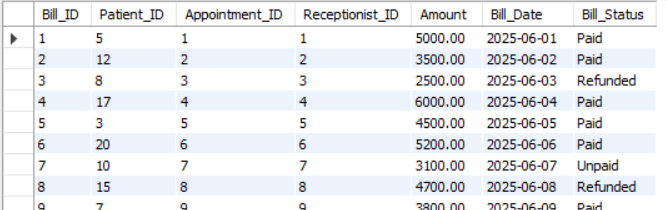 Bill_ID Patient_ID Appointment_ID Receptionist_ID Amount Bill_Date Bill_Status
1 5 1 1 5000.00 2025-06-01 Paid
2 12 2 2 3500.00 2025-06-02 Paid
3 8 3 3 2500.00 2025-06-03 Refunded
4 17 4 4 6000.00 2025-06-04 Paid
5 3 5 5 4500.00 2025-06-05 Paid
6 20 6 6 5200.00 2025-06-06 Paid
7 10 7 7 3100.00 2025-06-07 Unpaid
8 15 8 8 4700.00 2025-06-08 Refunded
9 7 9 9 3800.00 2025-06-09 Paid